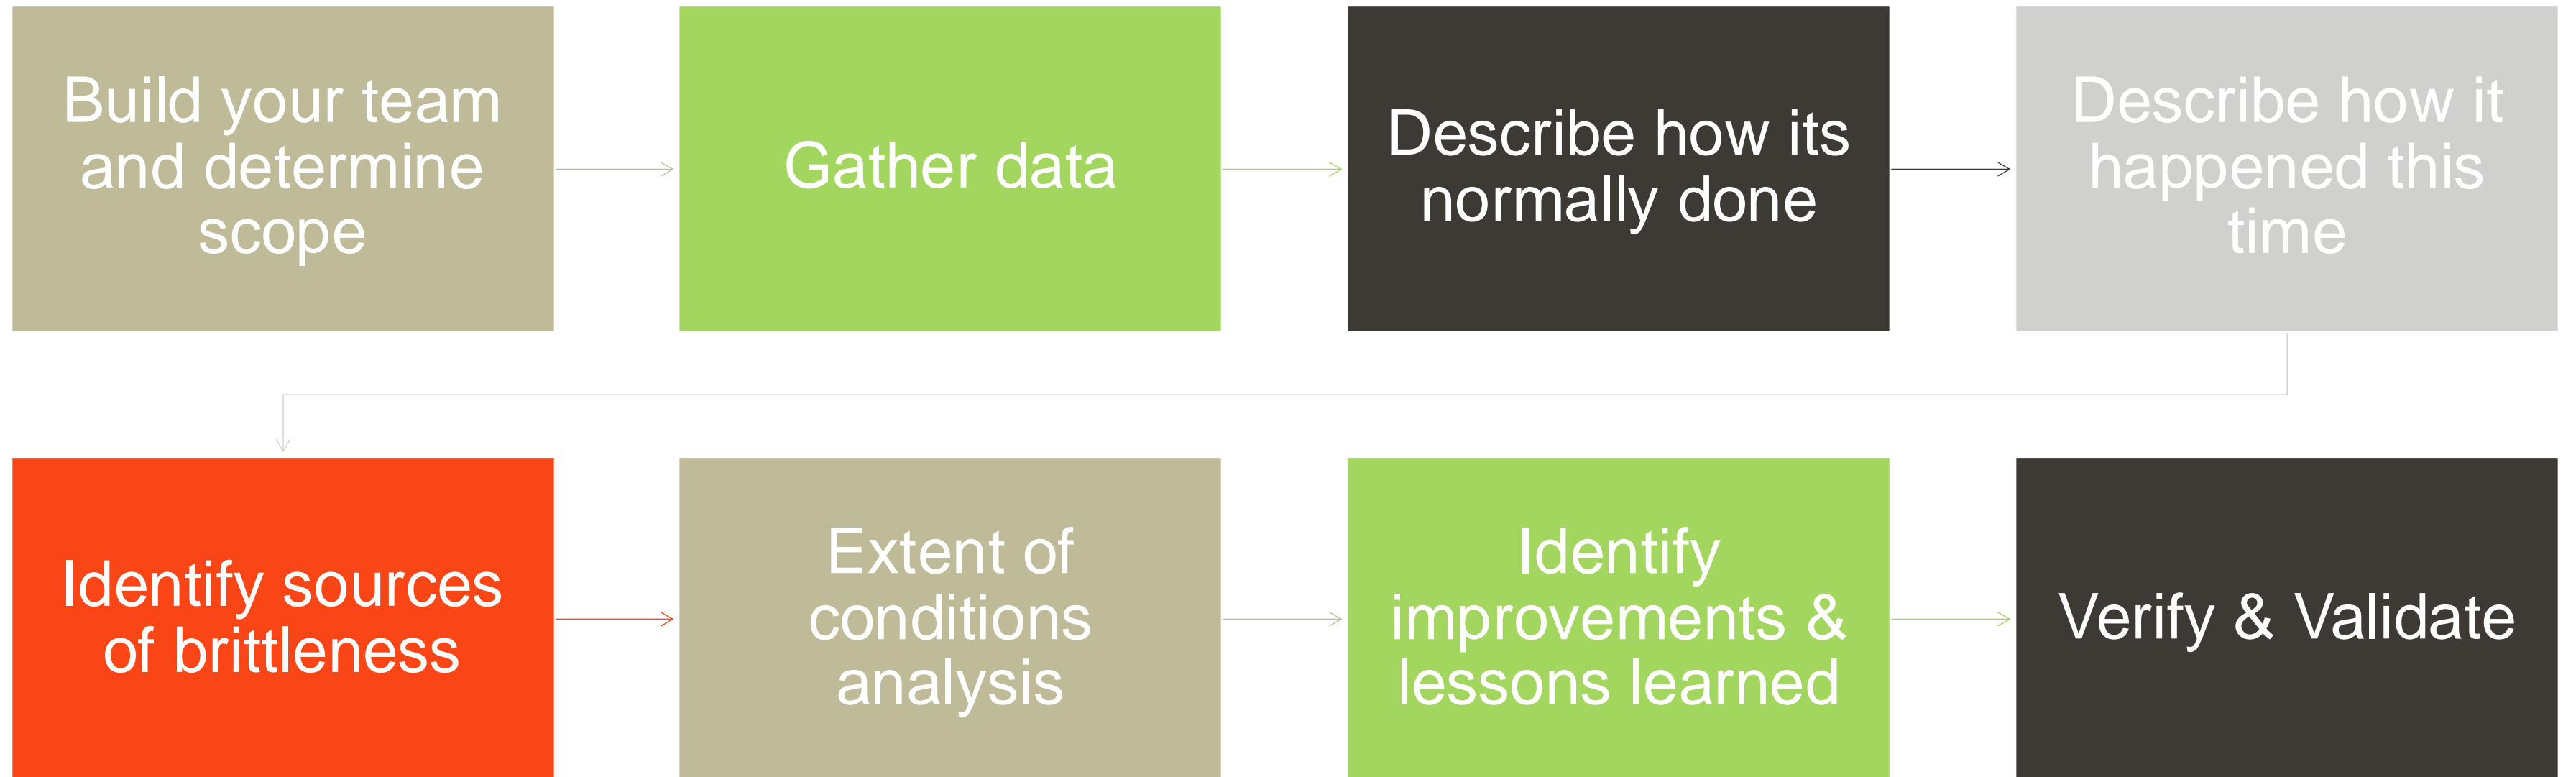 Build your team
and determine
scope
Gather data
Describe how its
normally done
Describe how it
happened this
time
Identify sources
of brittleness
Extent of
conditions
analysis
Identify
improvements &
lessons learned
Verify & Validate